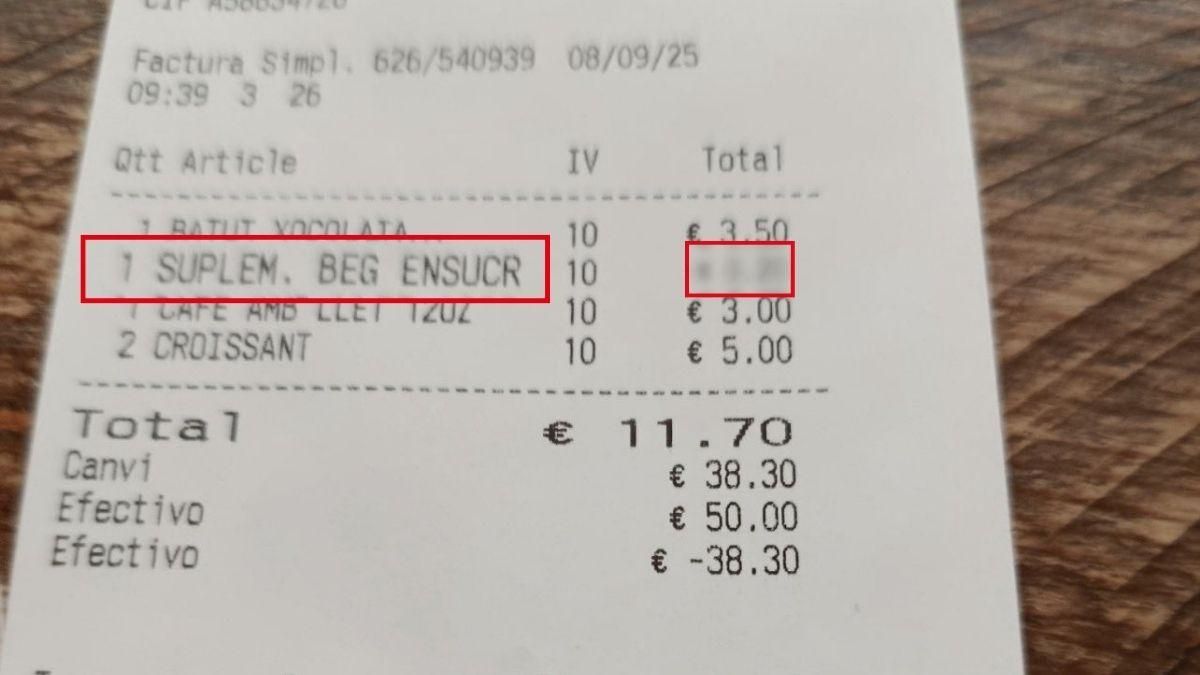 Factura Simpl. 626/540939 08/09/25
09:39 3 26
Qtt Article IV Total
1 BATUT XOCOLATA... 10 € 3.50
1 SUPLEM. BEG ENSUCR 10
1 CAFE AMB LLET 12OZ 10 € 3.00
2 CROISSANT 10 € 5.00
Total € 11.70
Canvi € 38.30
Efectivo € 50.00
Efectivo € -38.30